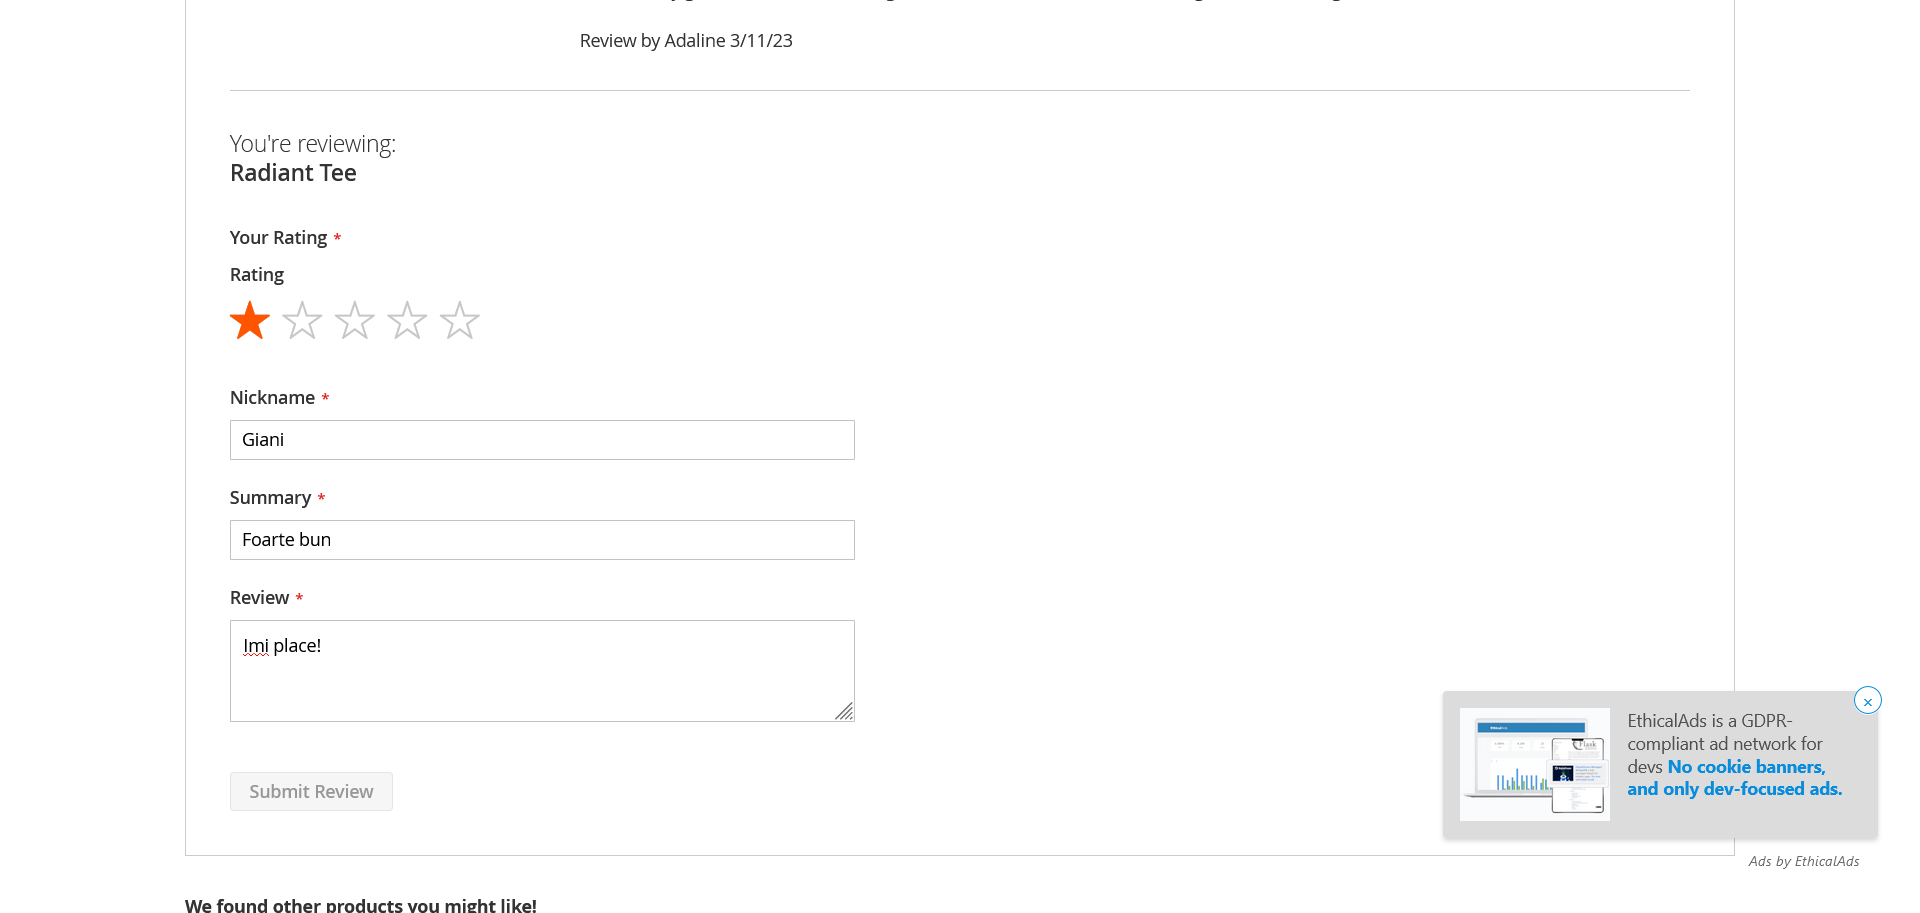 Review by Adaline 3/11/23
You're reviewing:
Radiant Tee
Your Rating *
Rating
Nickname *
Giani
Summary *
Foarte bun
Review *
Imi place!
Submit Review
×
EthicalAds is a GDPR-
compliant ad network for
devs No cookie banners,
and only dev-focused ads.
Ads by EthicalAds
We found other products you might like!